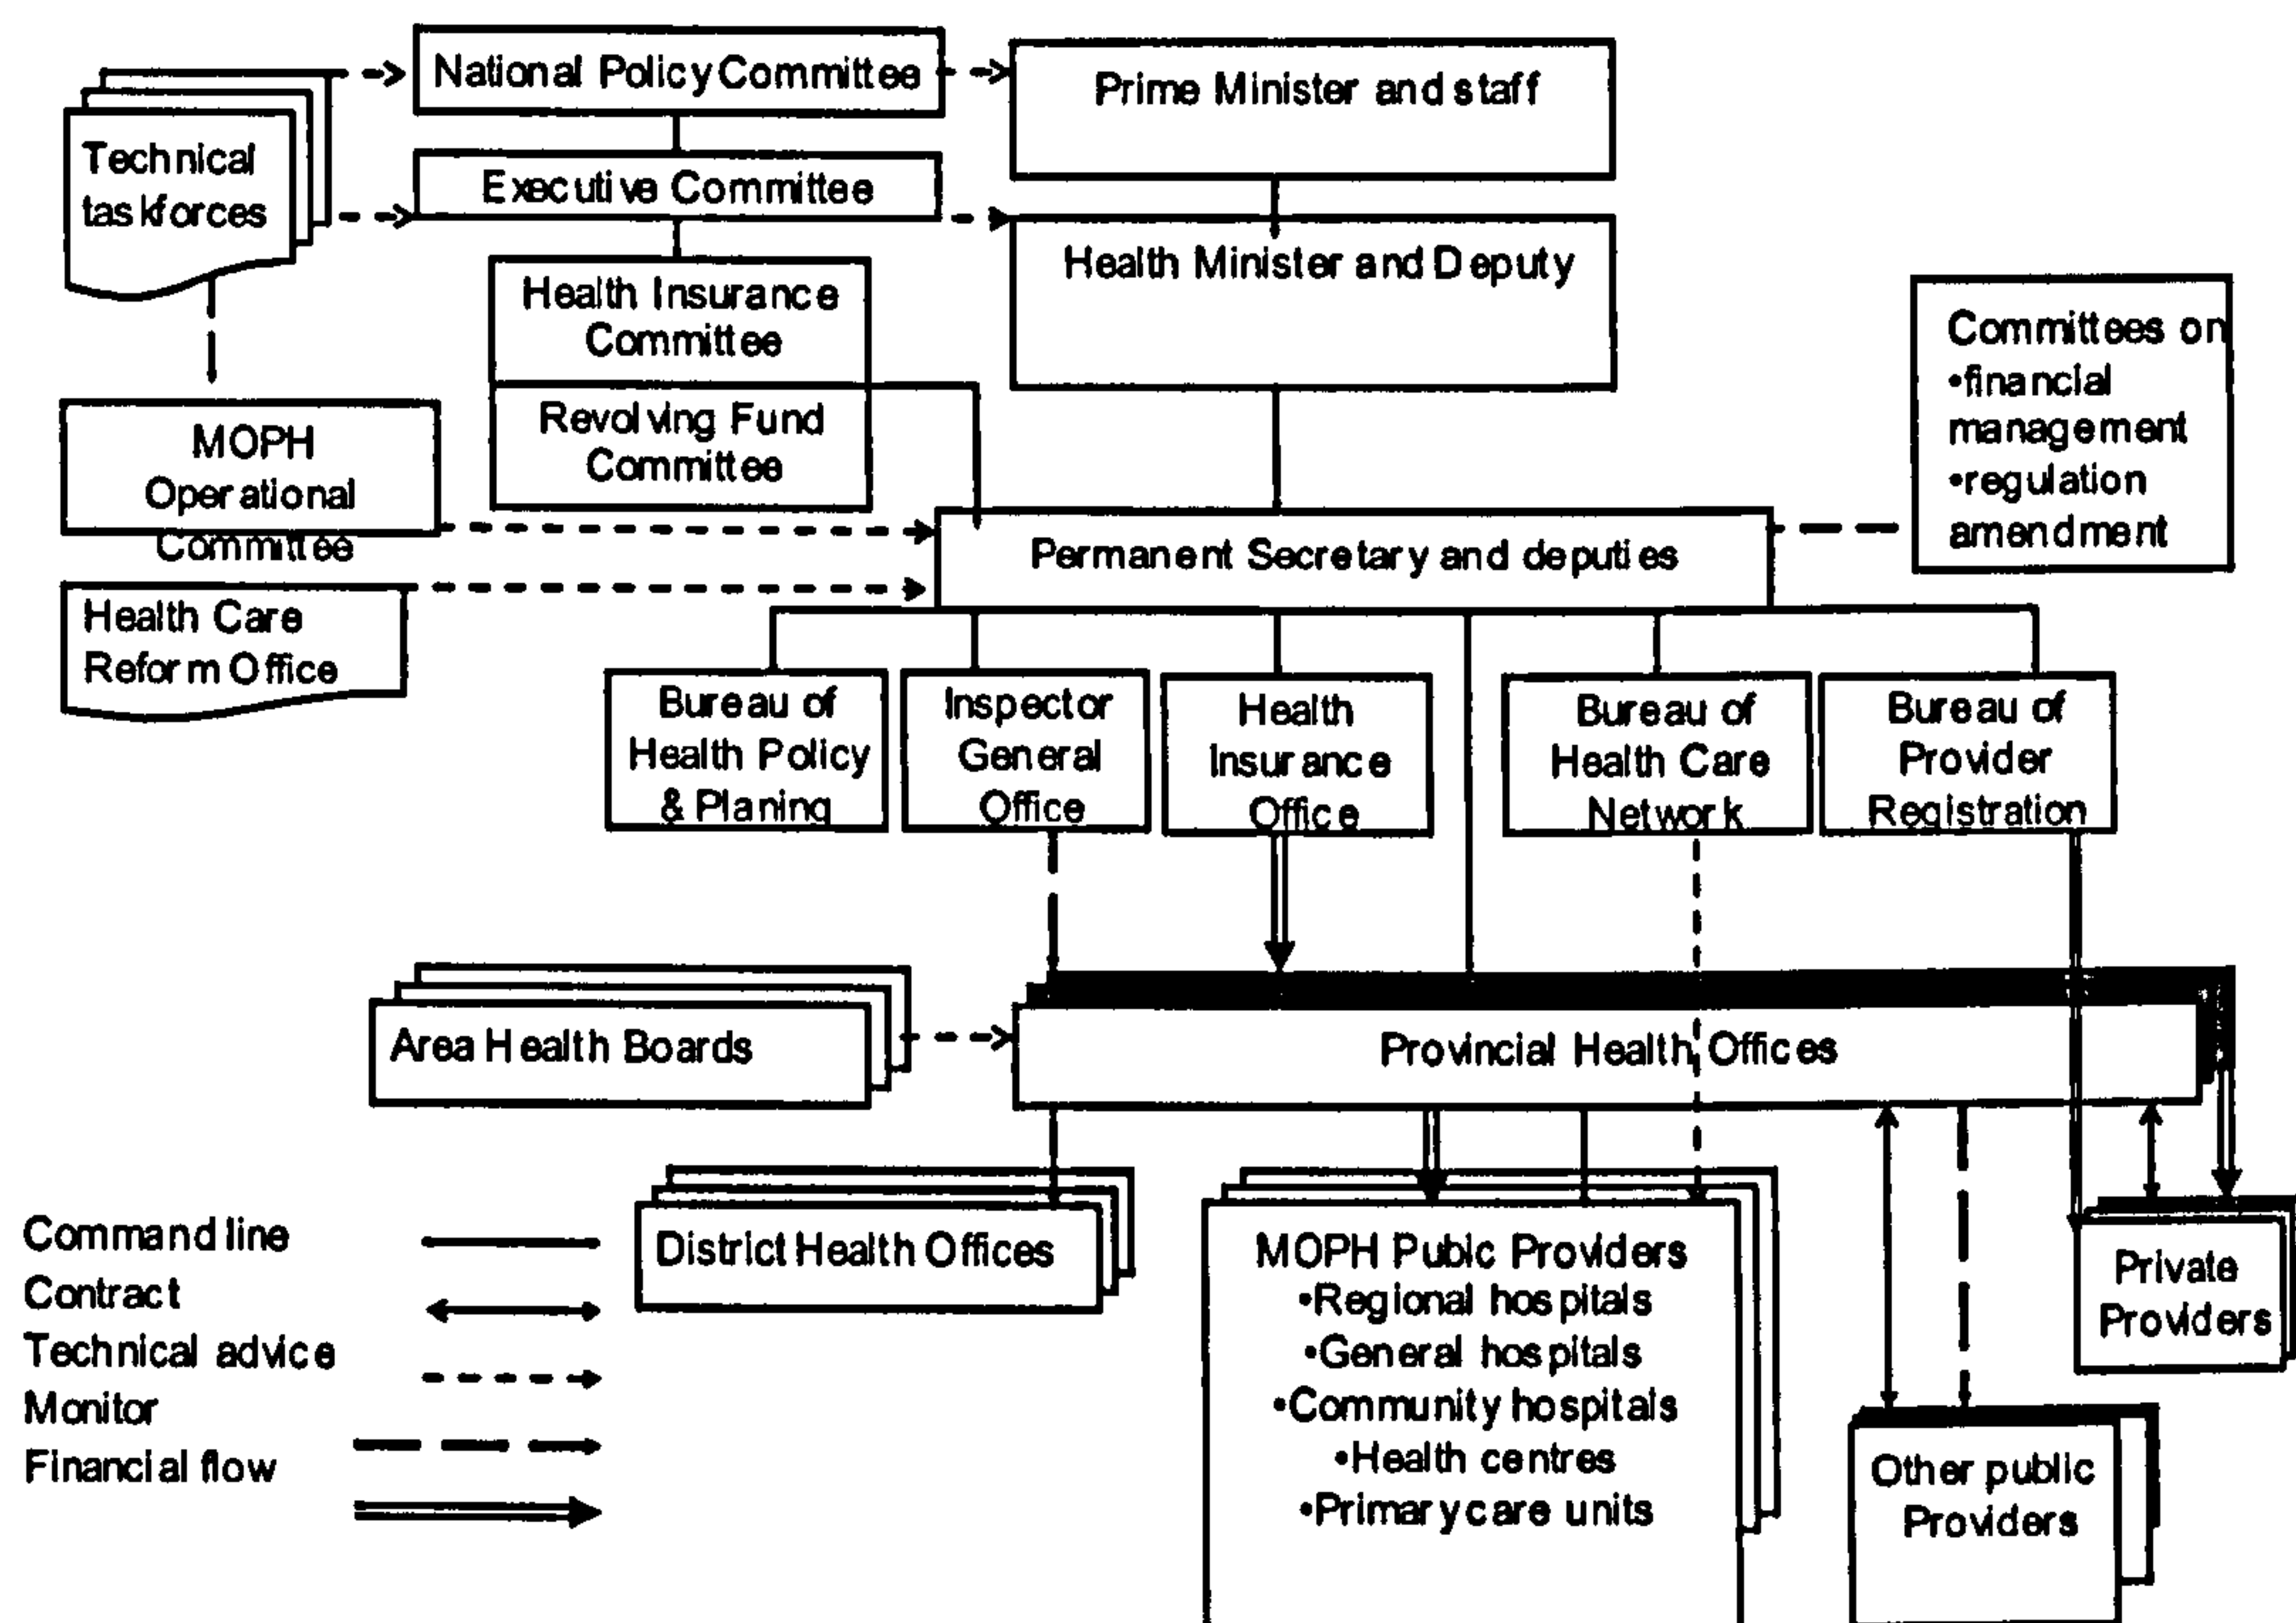 National Policy Committee
Prime Minister and staff
Technical
taskforces
Executive Committee
Health Minister and Deputy
Health Insurance
Committee
Revolving Fund
Committee
Committees on
•financial
management
•regulation
amendment
MOPH
Operational
Committee
Permanent Secretary and deputies
Health Care
Reform Office
Bureau of
Health Policy
& Planing
Inspector
General
Office
Health
Insurance
Office
Bureau of
Health Care
Network
Bureau of
Provider
Registration
Area Health Boards
Provincial Health Offices
District Health Offices
MOPH Public Providers
•Regional hospitals
•General hospitals
•Community hospitals
•Health centres
•Primary care units
Private
Providers
Other public
Providers
Command line
Contract
Technical advice
Monitor
Financial flow